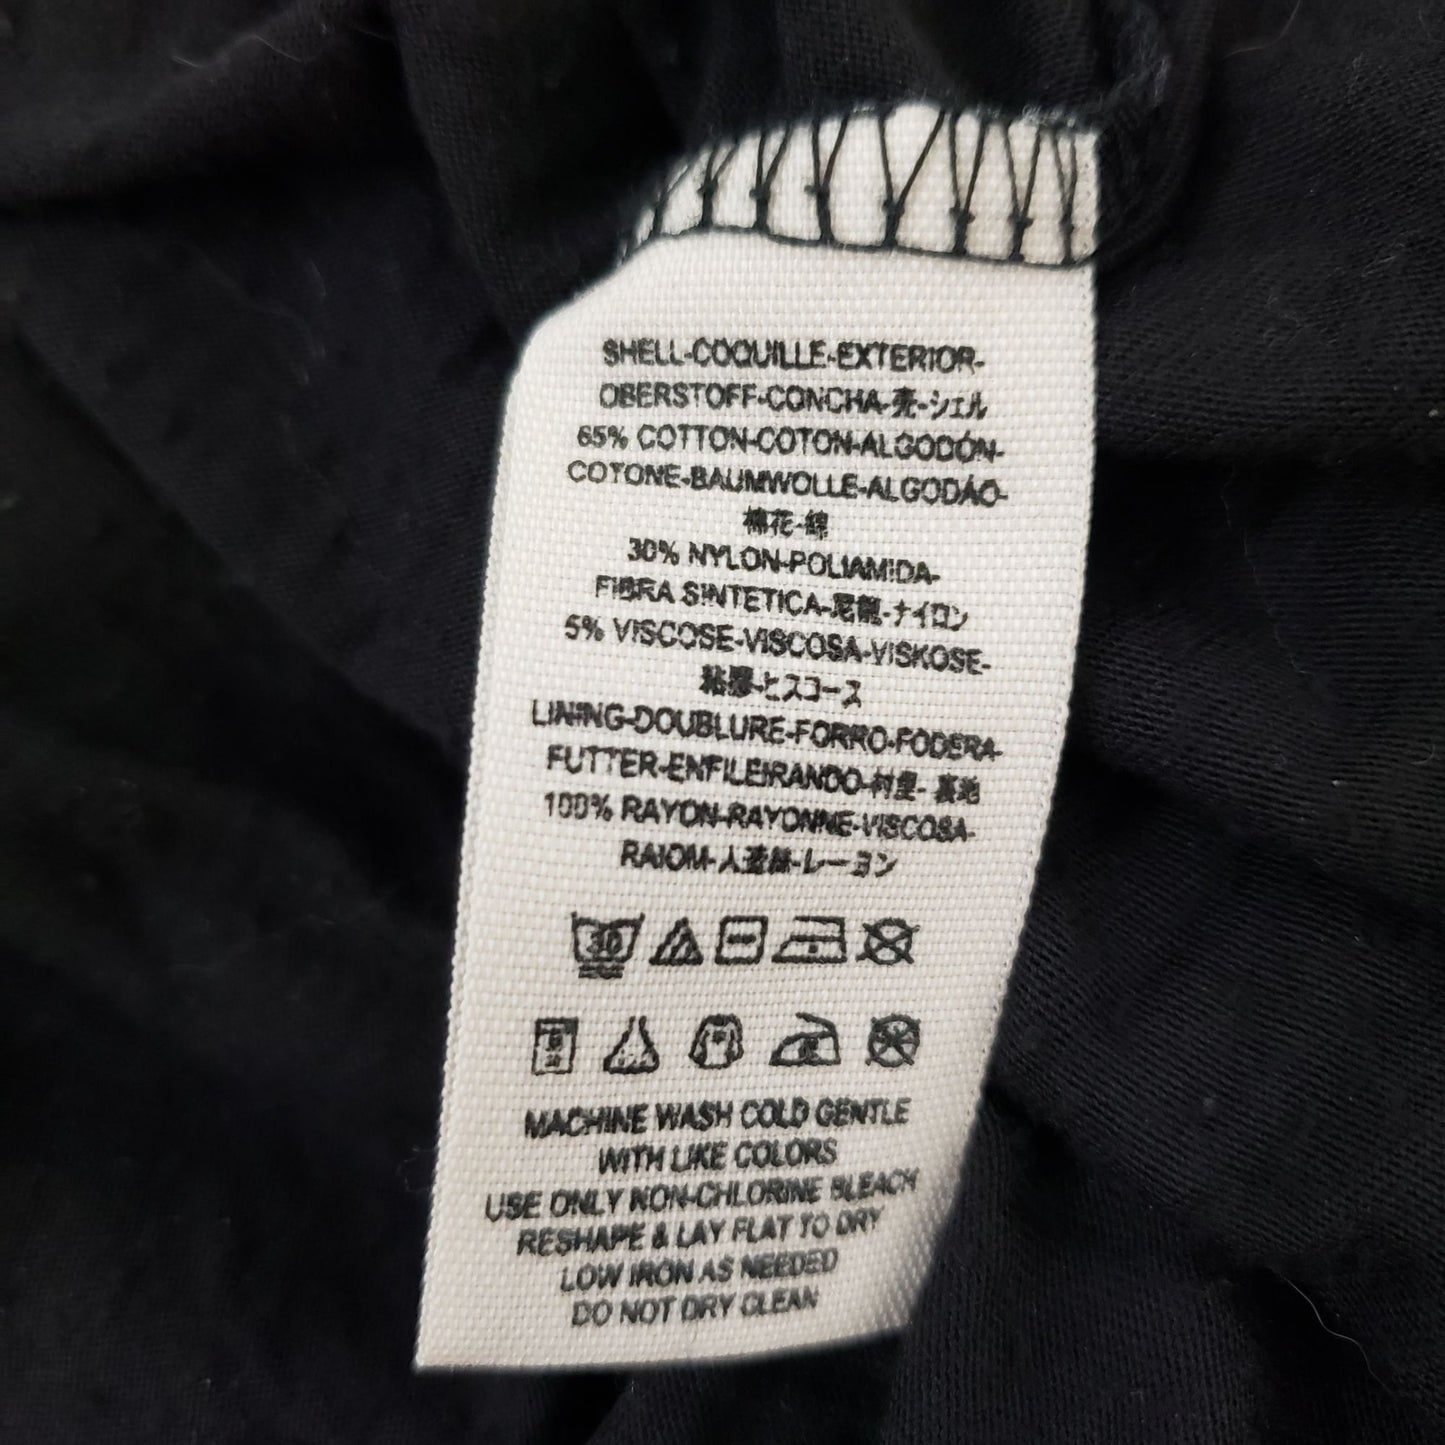 SHELL-COQUILLE-EXTERIOR-
OBERSTOFF-CONCHA-売-シェル
65% COTTON-COTON-ALGODÓN-
COTONE-BAUMWOLLE-ALGODÃO-
棉花-綿
30% NYLON-POLIAMIDA-
FIBRA SINTETICA-尼龍-ナイロン
5% VISCOSE-VISCOSA-VISKOSE-
粘膠-ビスコース
LINING-DOUBLURE-FORRO-FODERA-
FUTTER-ENFILEIRANDO-村里- 裏地
100% RAYON-RAYONNE-VISCOSA-
RAIOM-人造絲-レーヨン
30
MACHINE WASH COLD GENTLE
WITH LIKE COLORS
USE ONLY NON-CHLORINE BLEACH
RESHAPE & LAY FLAT TO DRY
LOW IRON AS NEEDED
DO NOT DRY CLEAN